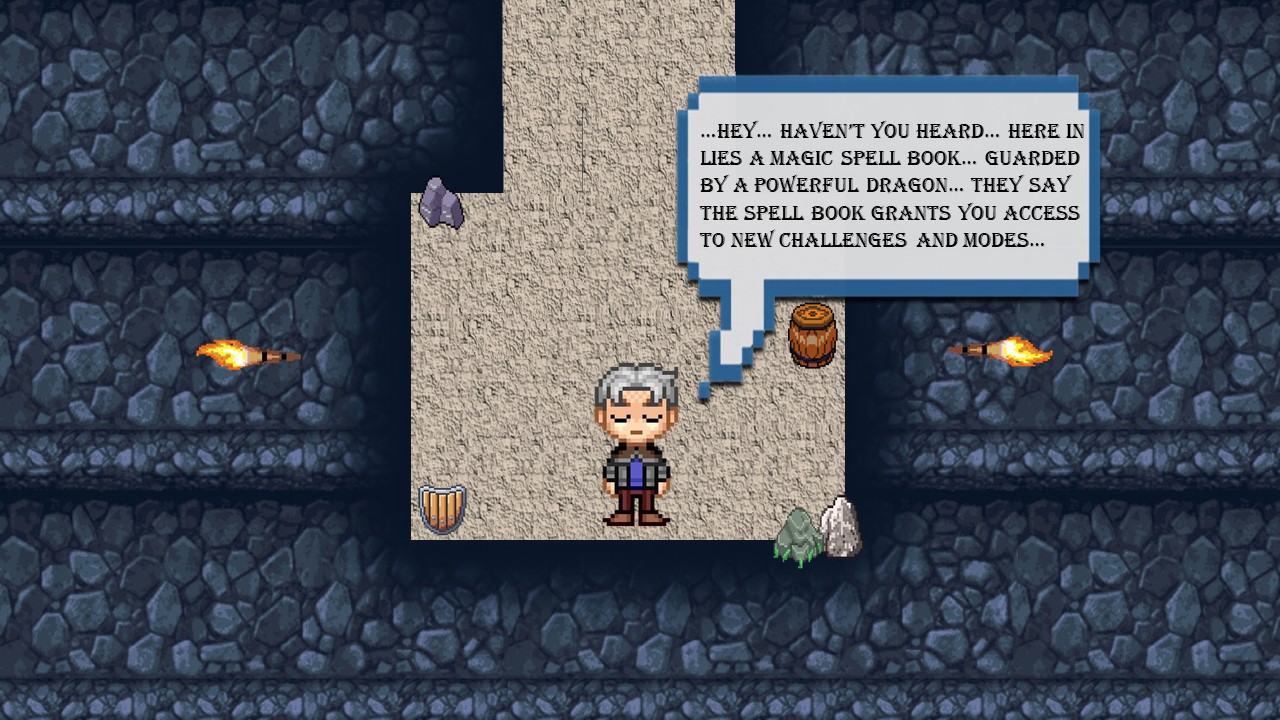 ...HEY... HAVEN'T YOU HEARD... HERE IN
LIES A MAGIC SPELL BOOK... GUARDED
BY A POWERFUL DRAGON... THEY SAY
THE SPELL BOOK GRANTS YOU ACCESS
TO NEW CHALLENGES AND MODES...